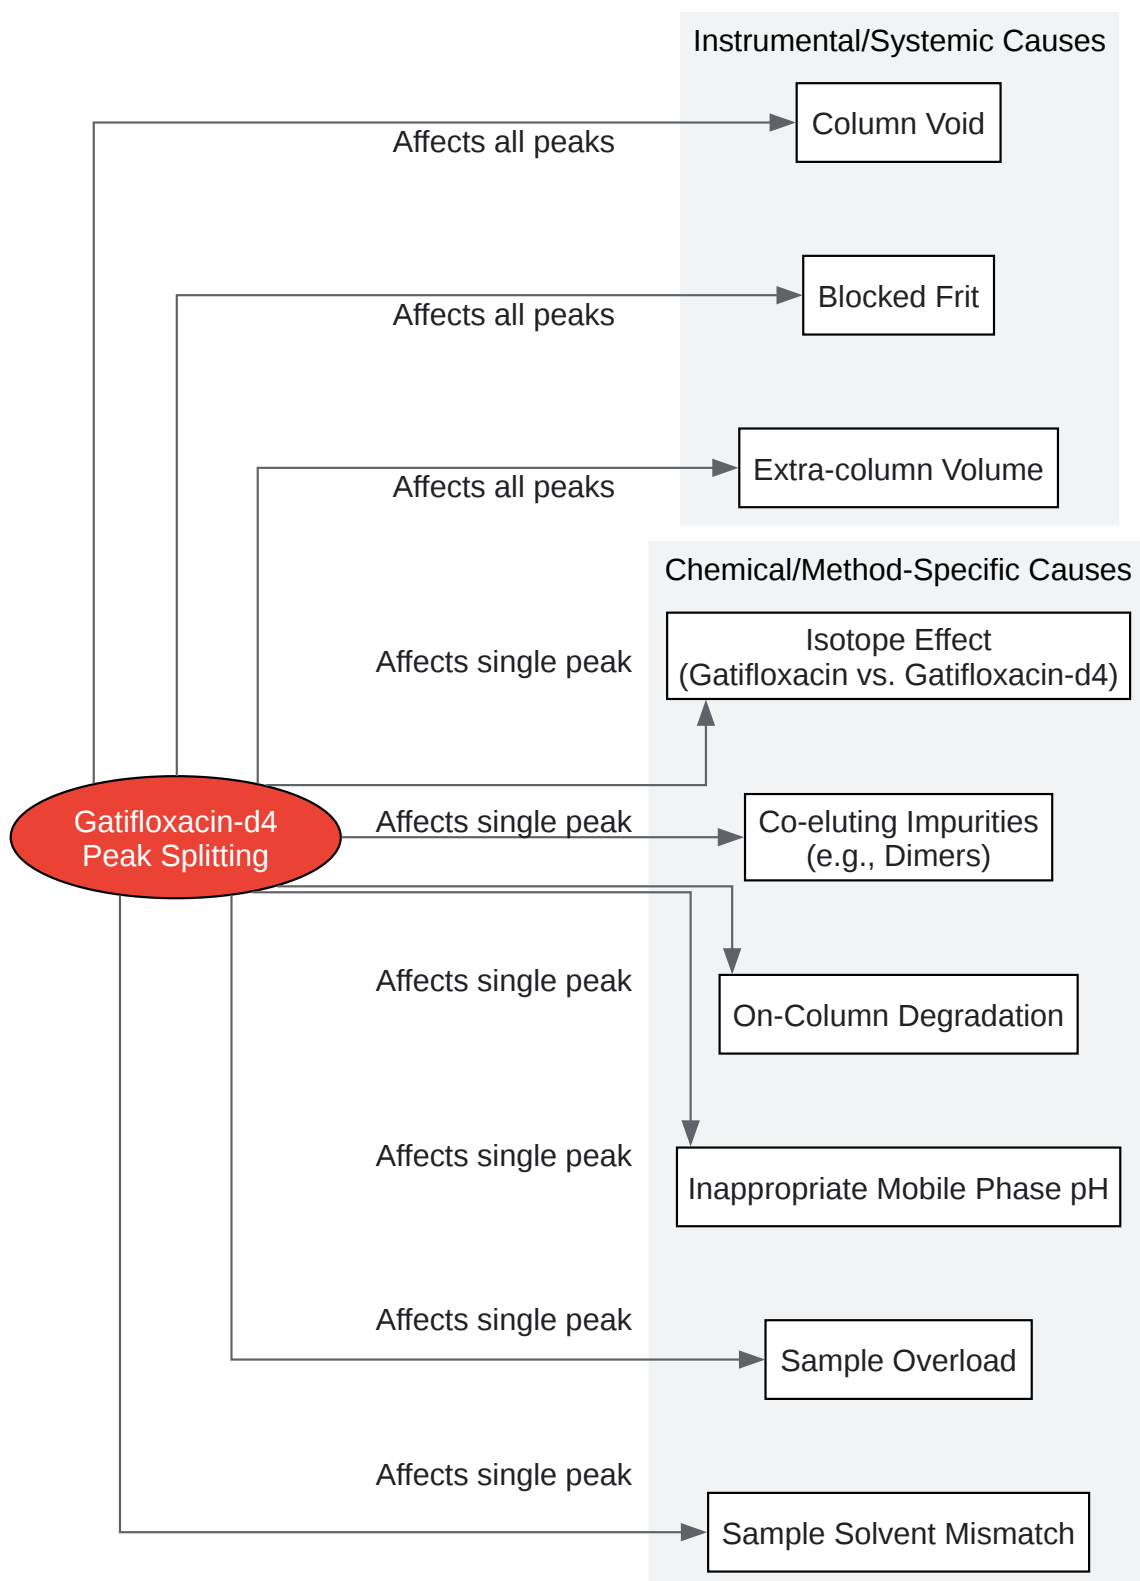 Instrumental/Systemic Causes
Column Void
Affects all peaks
Blocked Frit
Affects all peaks
Extra-column Volume
Affects all peaks
Chemical/Method-Specific Causes
Isotope Effect
(Gatifloxacin vs. Gatifloxacin-d4)
Affects single peak
Gatifloxacin-d4
Peak Splitting
Affects single peak
Co-eluting Impurities
(e.g., Dimers)
Affects single peak
On-Column Degradation
Affects single peak
Inappropriate Mobile Phase pH
Affects single peak
Sample Overload
Affects single peak
Sample Solvent Mismatch